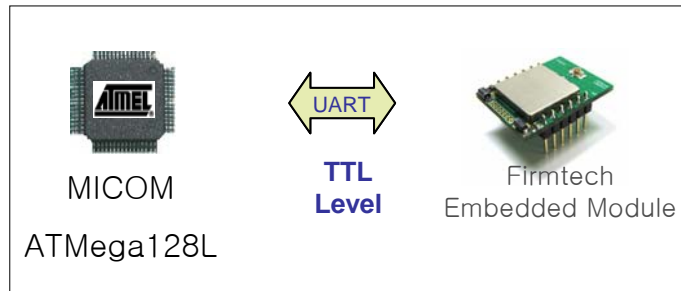 ATMEL
MICOM
ATMega128L
UART
TTL
Level
Firmtech
Embedded Module